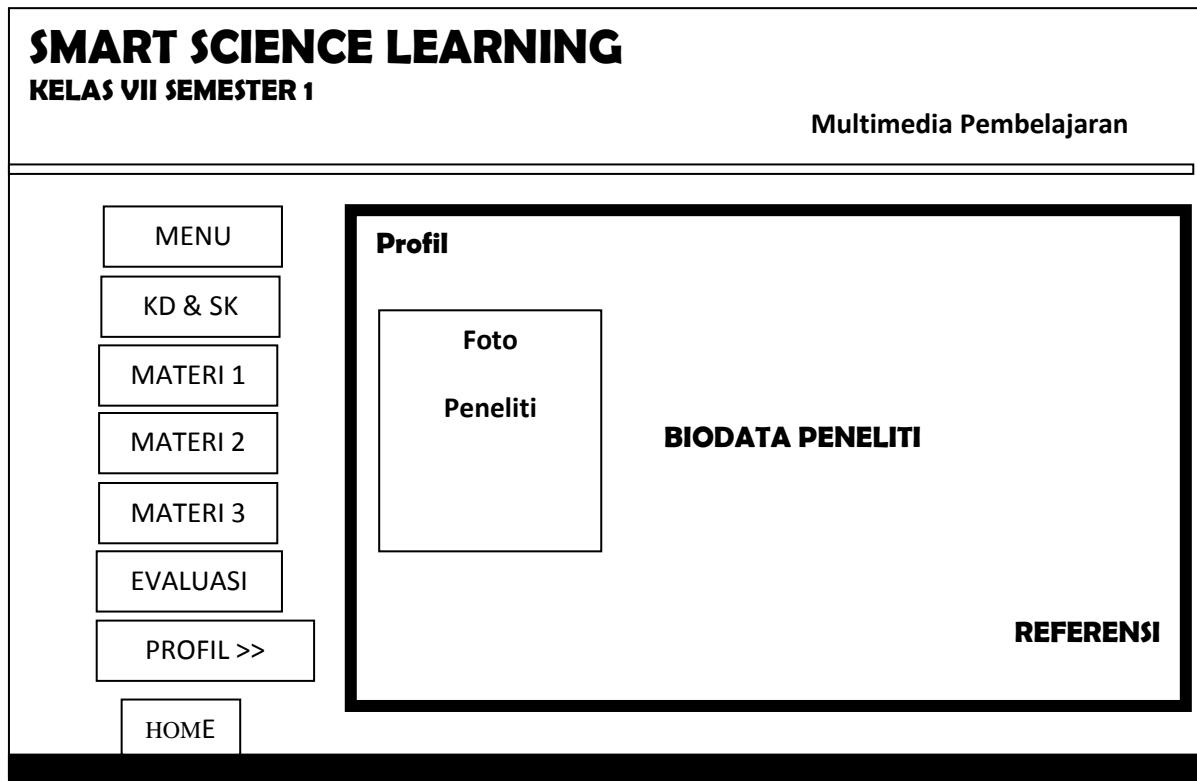 SMART SCIENCE LEARNING
KELAS VII SEMESTER 1
Multimedia Pembelajaran
MENU
KD & SK
MATERI 1
MATERI 2
MATERI 3
EVALUASI
PROFIL >>
HOME
Profil
Foto
Peneliti
BIODATA PENELITI
REFERENSI